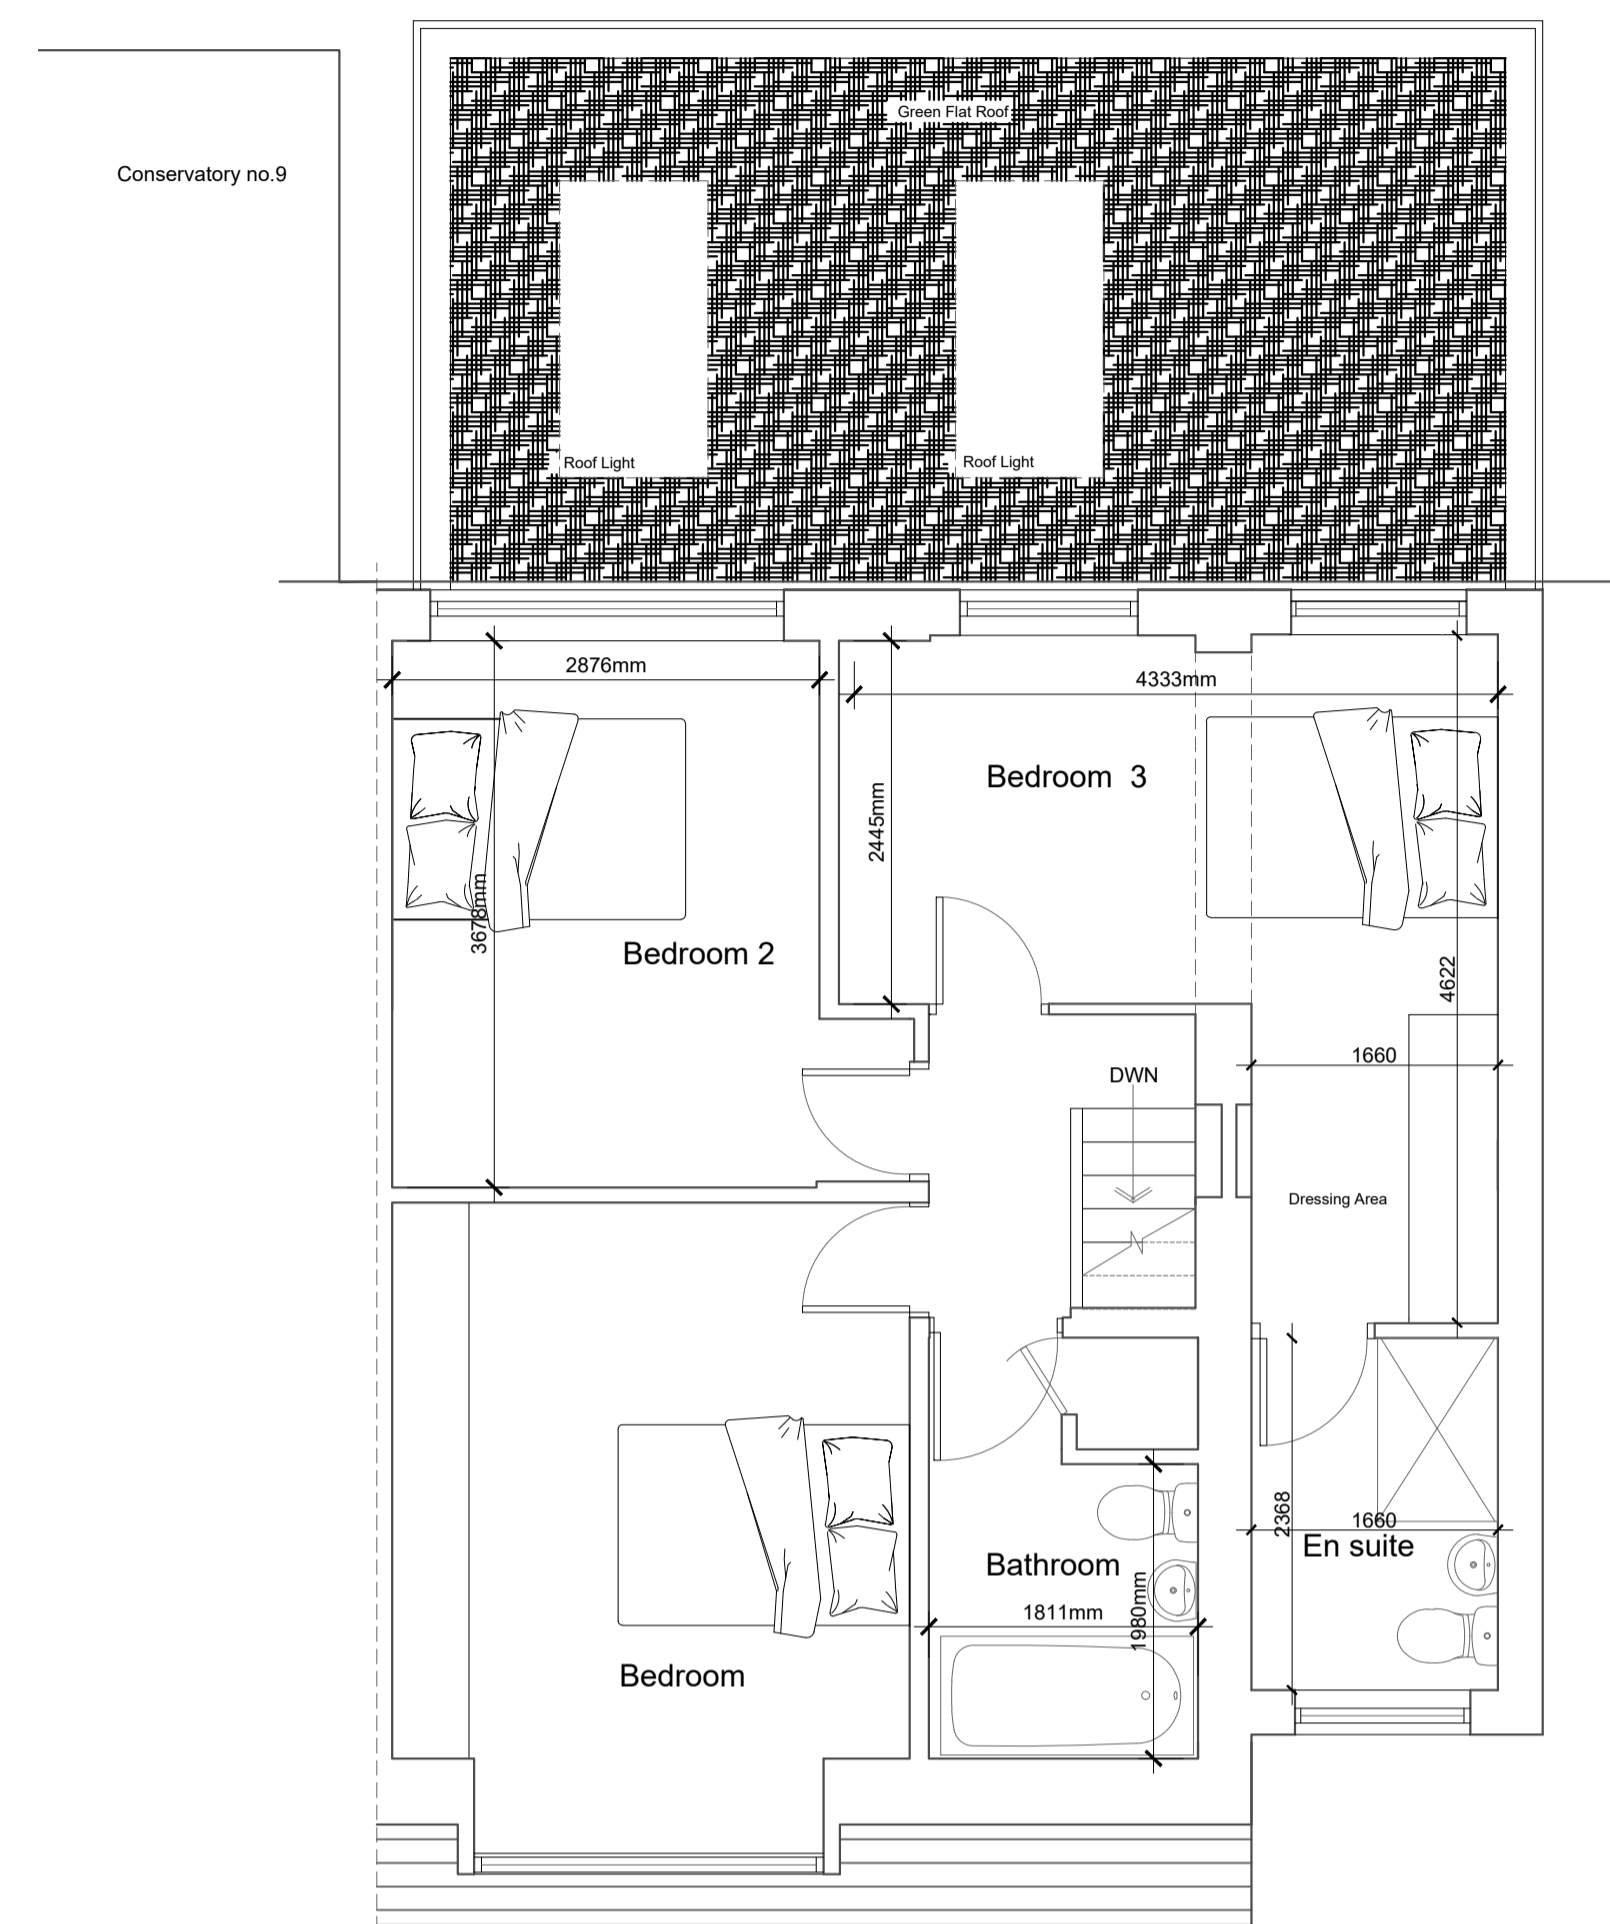 Green Flat Roof
Conservatory no.9
Roof Light
Roof Light
2876mm
4333mm
Bedroom 3
2445mm
3678mm
Bedroom 2
4622
1660
DWN
Dressing Area
2368
1660
En suite
Bathroom
1811mm
1980mm
Bedroom